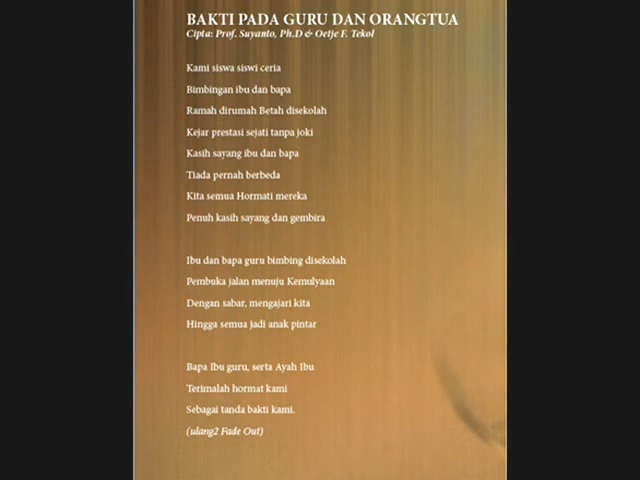 BAKTI PADA GURU DAN ORANGTUA
Cipta: Prof. Suyanto, Ph.D & Oetje F. Tekol
Kami siswa siswi ceria
Bimbingan ibu dan bapa
Ramah dirumah Betah disekolah
Kejar prestasi sejati tanpa joki
Kasih sayang ibu dan bapa
Tiada pernah berbeda
Kita semua Hormati mereka
Penuh kasih sayang dan gembira
Ibu dan bapa guru bimbing disekolah
Pembuka jalan menuju Kemulyaan
Dengan sabar, mengajari kita
Hingga semua jadi anak pintar
Bapa Ibu guru, serta Ayah Ibu
Terimalah hormat kami
Sebagai tanda bakti kami.
(ulang2 Fade Out)